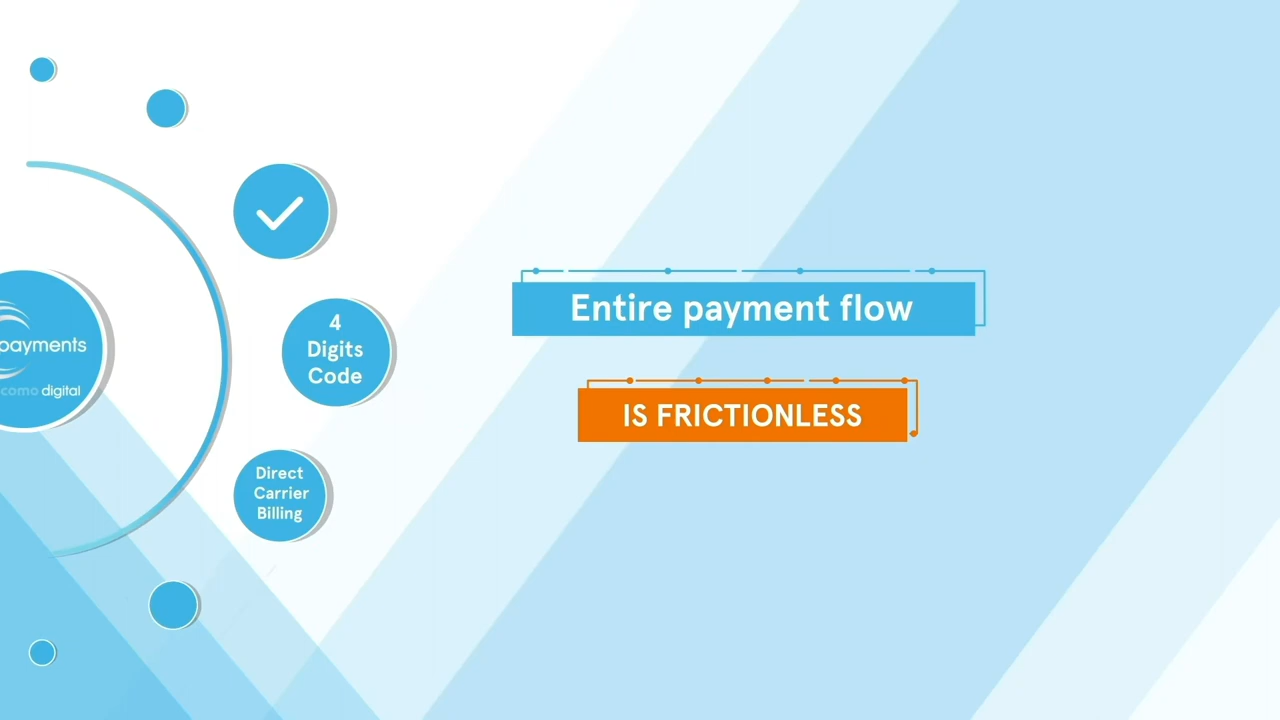 payments
como digital
4
Digits
Code
Direct
Carrier
Billing
Entire payment flow
IS FRICTIONLESS